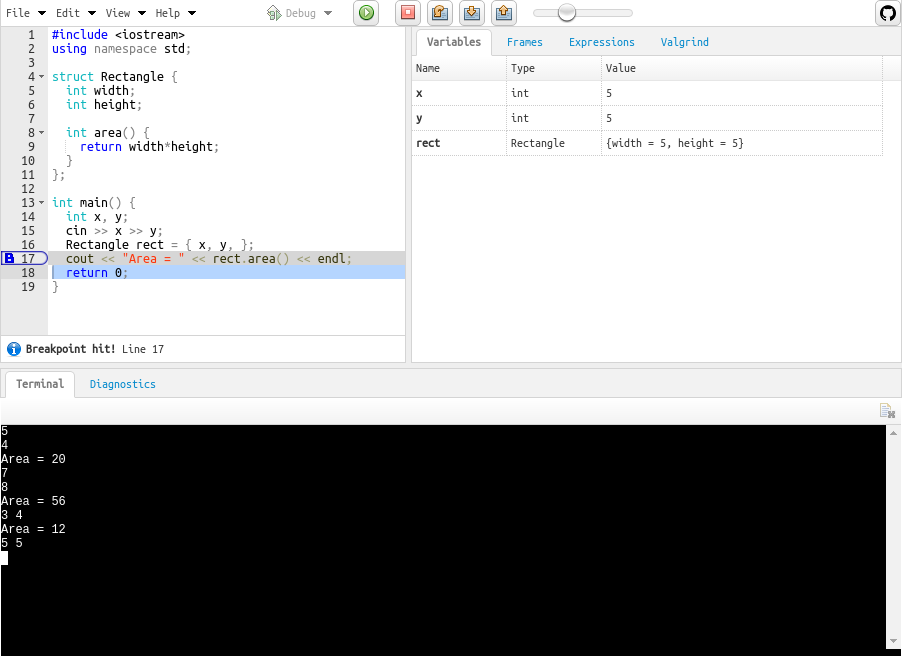 File Edit View Help Debug
1 #include <iostream>
2 using namespace std;
3
4 struct Rectangle {
5 int width;
6 int height;
7
8 int area() {
9 return width*height;
10 }
11 };
12
13 int main() {
14 int x, y;
15 cin >> x >> y;
16 Rectangle rect = { x, y, };
17 cout << "Area = " << rect.area() << endl;
18 return 0;
19 }
Breakpoint hit! Line 17
Variables Frames Expressions Valgrind
Name Type Value
x int 5
y int 5
rect Rectangle {width = 5, height = 5}
Terminal Diagnostics
5
4
Area = 20
7
8
Area = 56
3 4
Area = 12
5 5